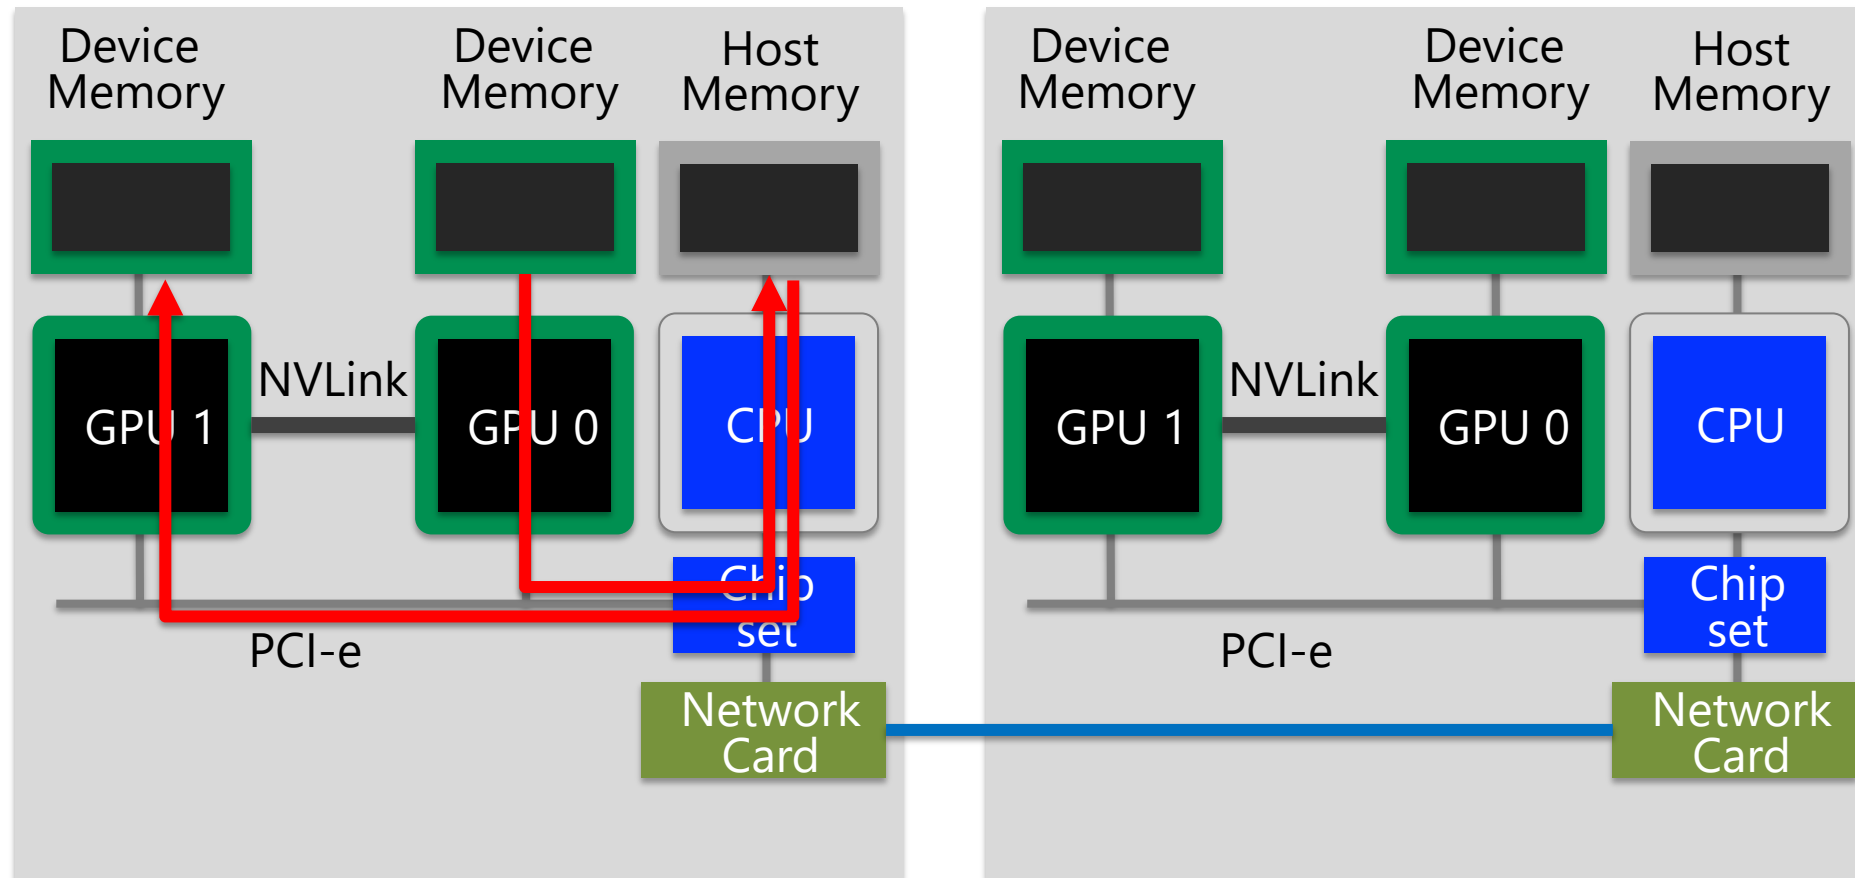 Device
Memory
Device
Memory
Host
Memory
GPU 1
NVLink
GPU 0
CPU
Chip
set
PCI-e
Network
Card
Device
Memory
Device
Memory
Host
Memory
GPU 1
NVLink
GPU 0
CPU
Chip
set
PCI-e
Network
Card